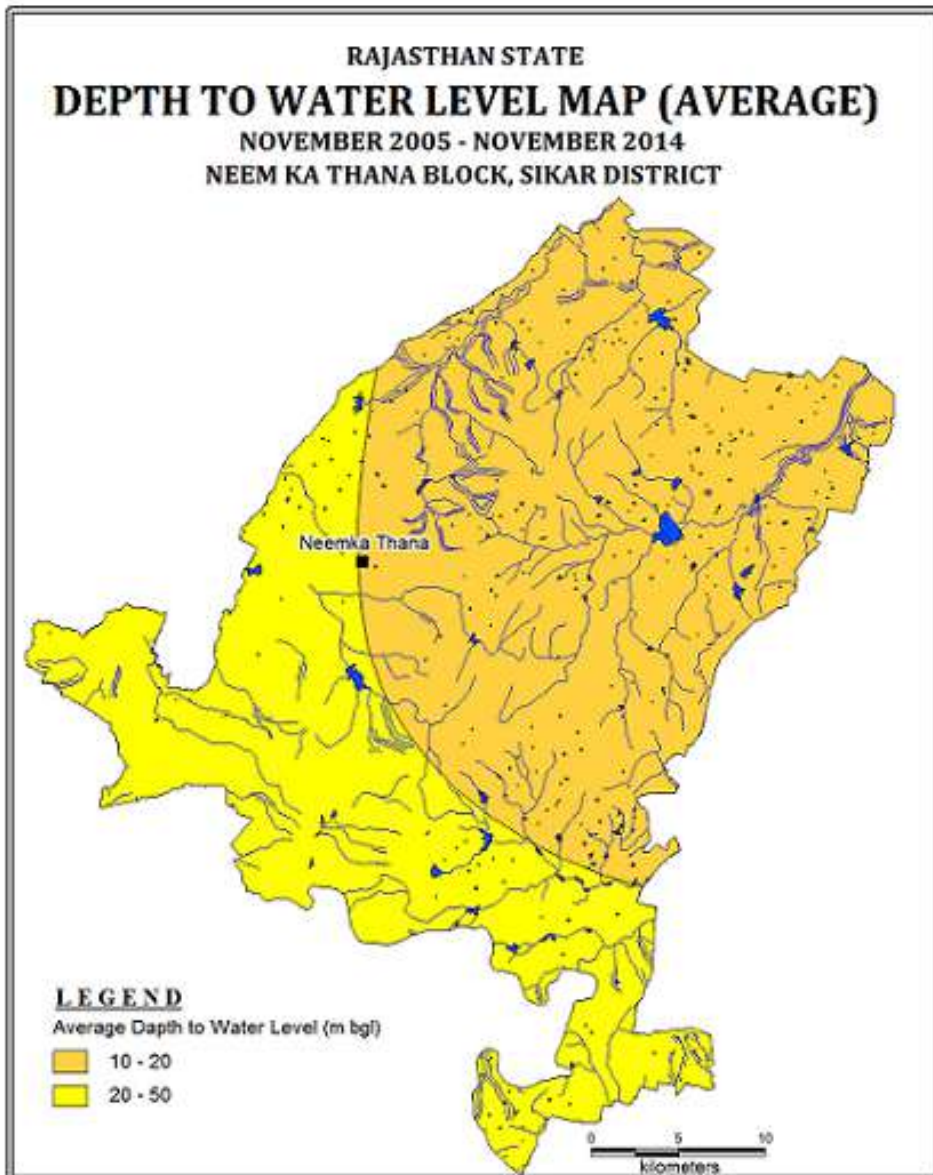 RAJASTHAN STATE
DEPTH TO WATER LEVEL MAP (AVERAGE)
NOVEMBER 2005 - NOVEMBER 2014
NEEM KA THANA BLOCK, SIKAR DISTRICT
Neemka Thana
LEGEND
Average Dapth to Water Level (m bgl)
10 - 20
20 - 50
0 5 10
kilometers